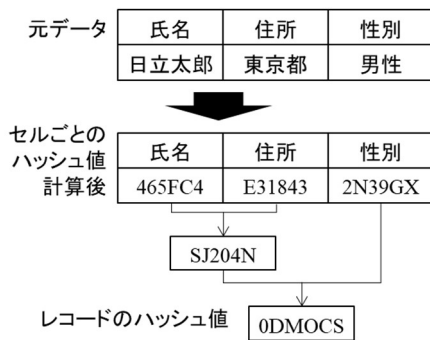 元データ
氏名 住所 性別
日立太郎 東京都 男性
セルごとの
ハッシュ値
計算後
氏名 住所 性別
465FC4 E31843 2N39GX
SJ204N
レコードのハッシュ値 0DMOCS